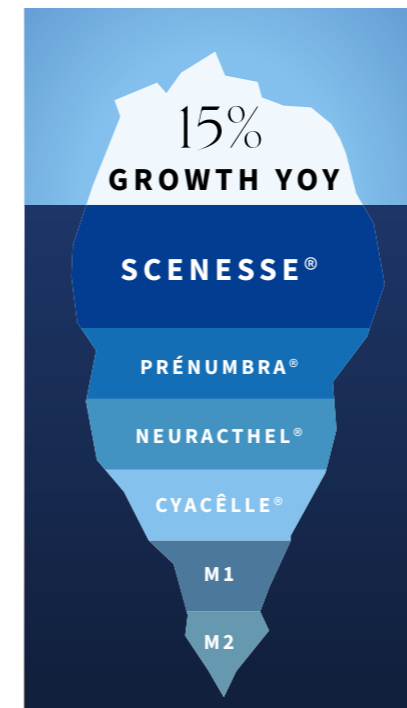 15%
GROWTH YOY
SCENESSE®
PRÉNUMBRA®
NEURACTHEL®
CYACÊLLE®
M1
M2